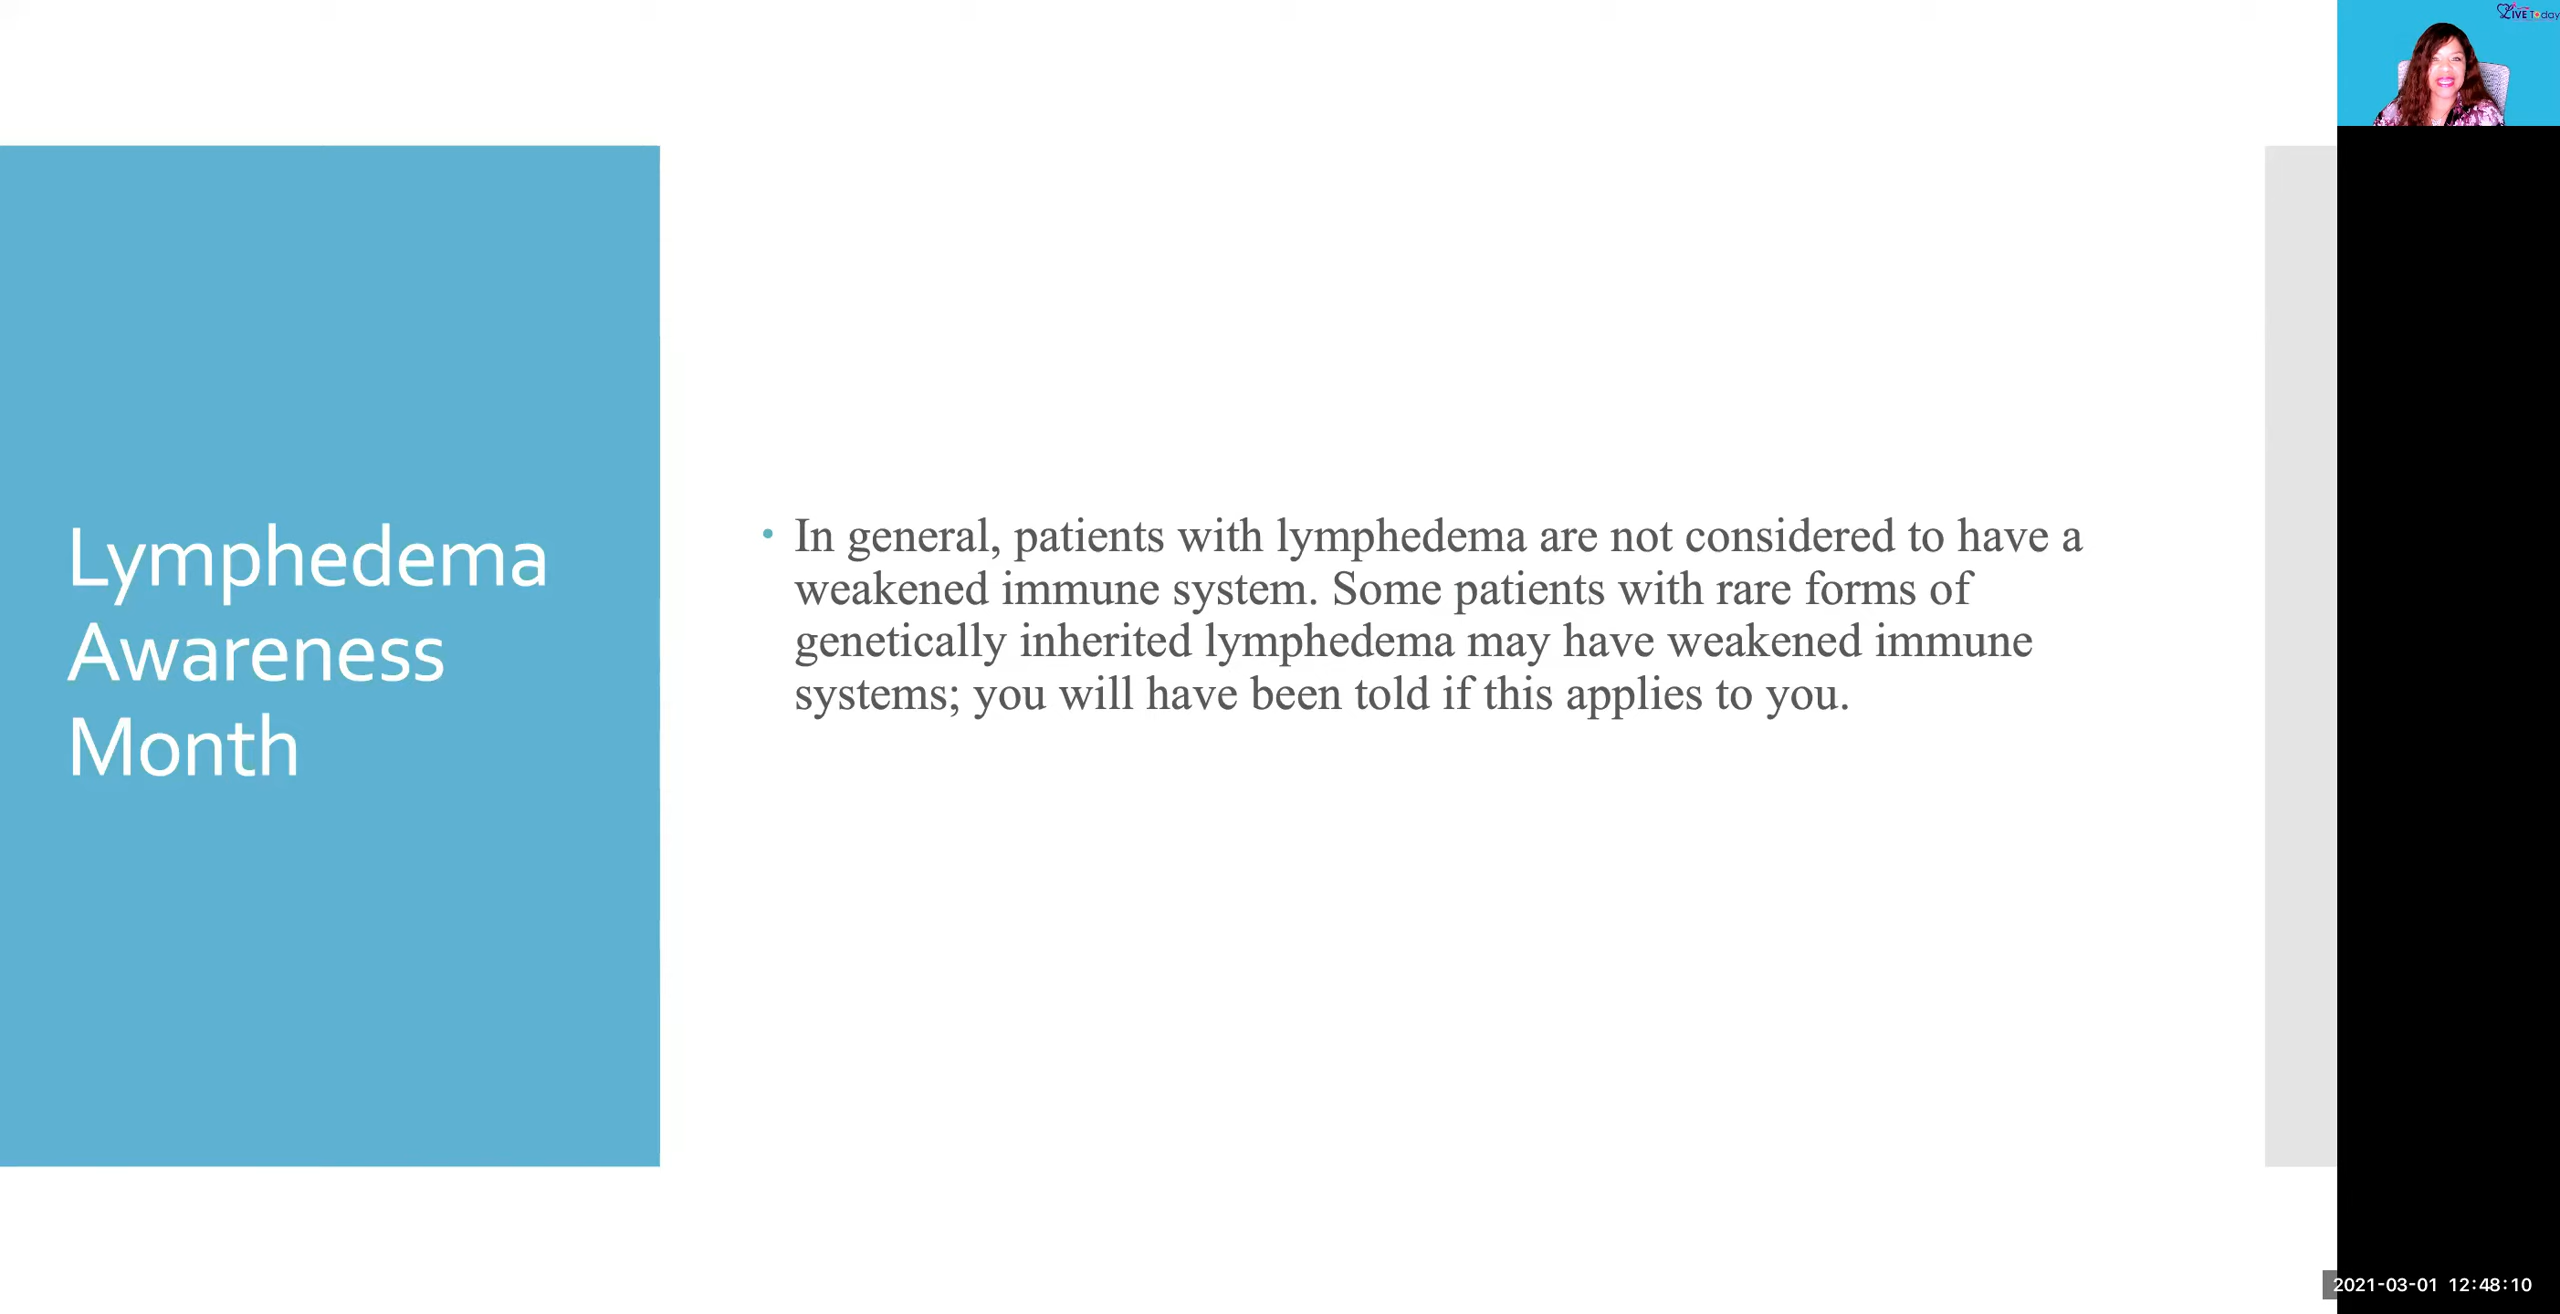 LIVE Today
Lymphedema
Awareness
Month
• In general, patients with lymphedema are not considered to have a
weakened immune system. Some patients with rare forms of
genetically inherited lymphedema may have weakened immune
systems; you will have been told if this applies to you.
2021-03-01 12:48:10